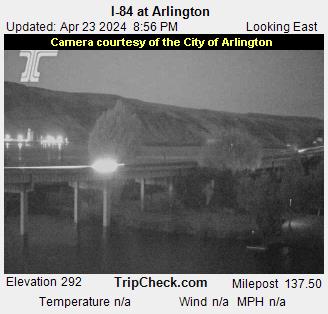 I-84 at Arlington
Updated: Apr 23 2024 8:56 PM Looking East
Camera courtesy of the City of Arlington
Elevation 292 TripCheck.com Milepost 137.50
Temperature n/a Wind n/a MPH n/a